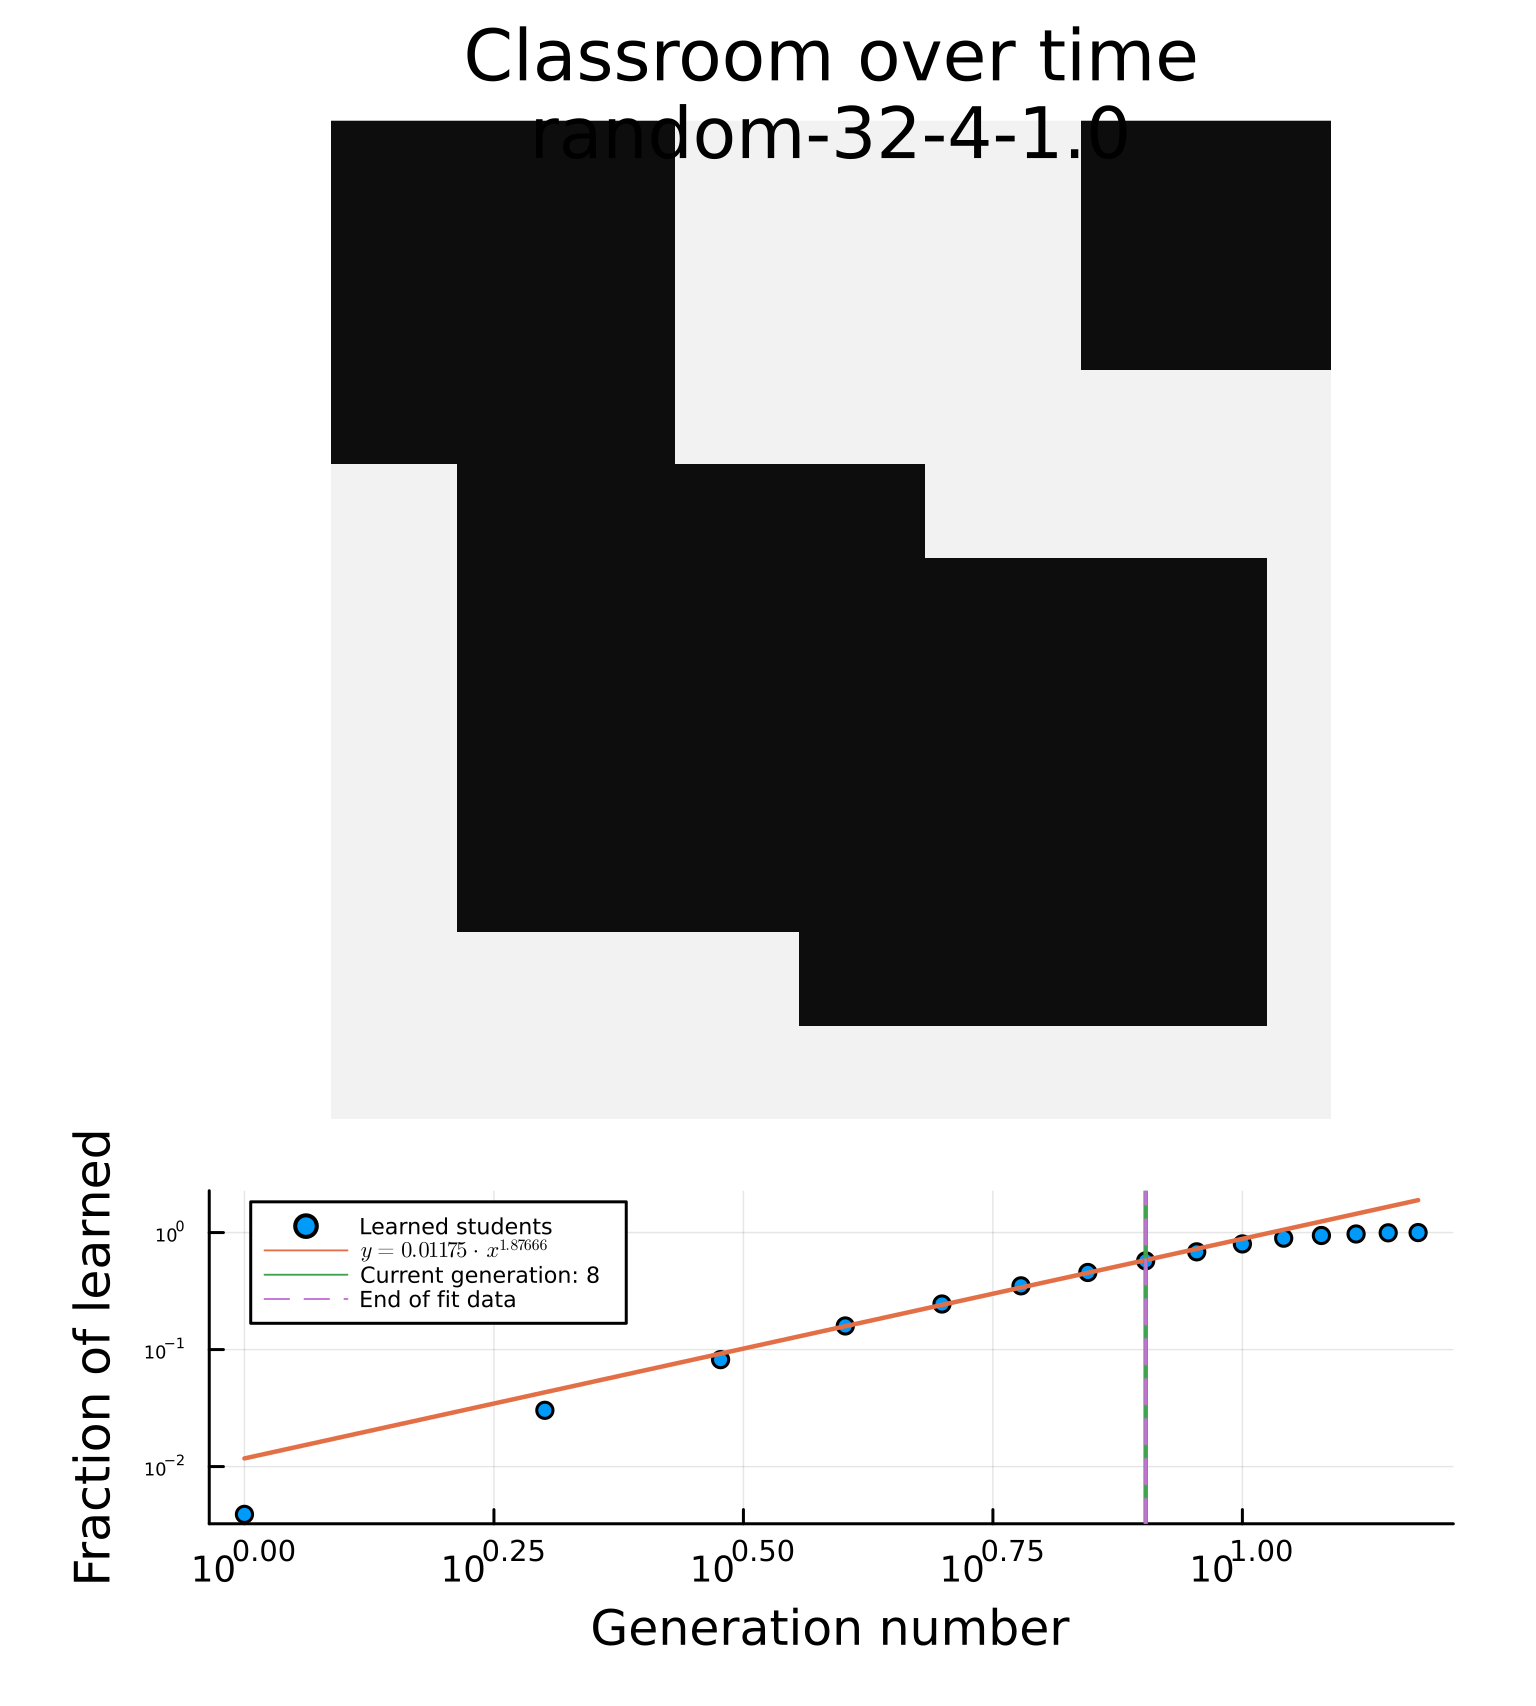 Classroom over time
random-32-4-1.0
Fraction of learned
10^0
10^−1
10^−2
Learned students
y = 0.01175 · x^1.87666
Current generation: 8
End of fit data
10^0.00 10^0.25 10^0.50 10^0.75 10^1.00
Generation number